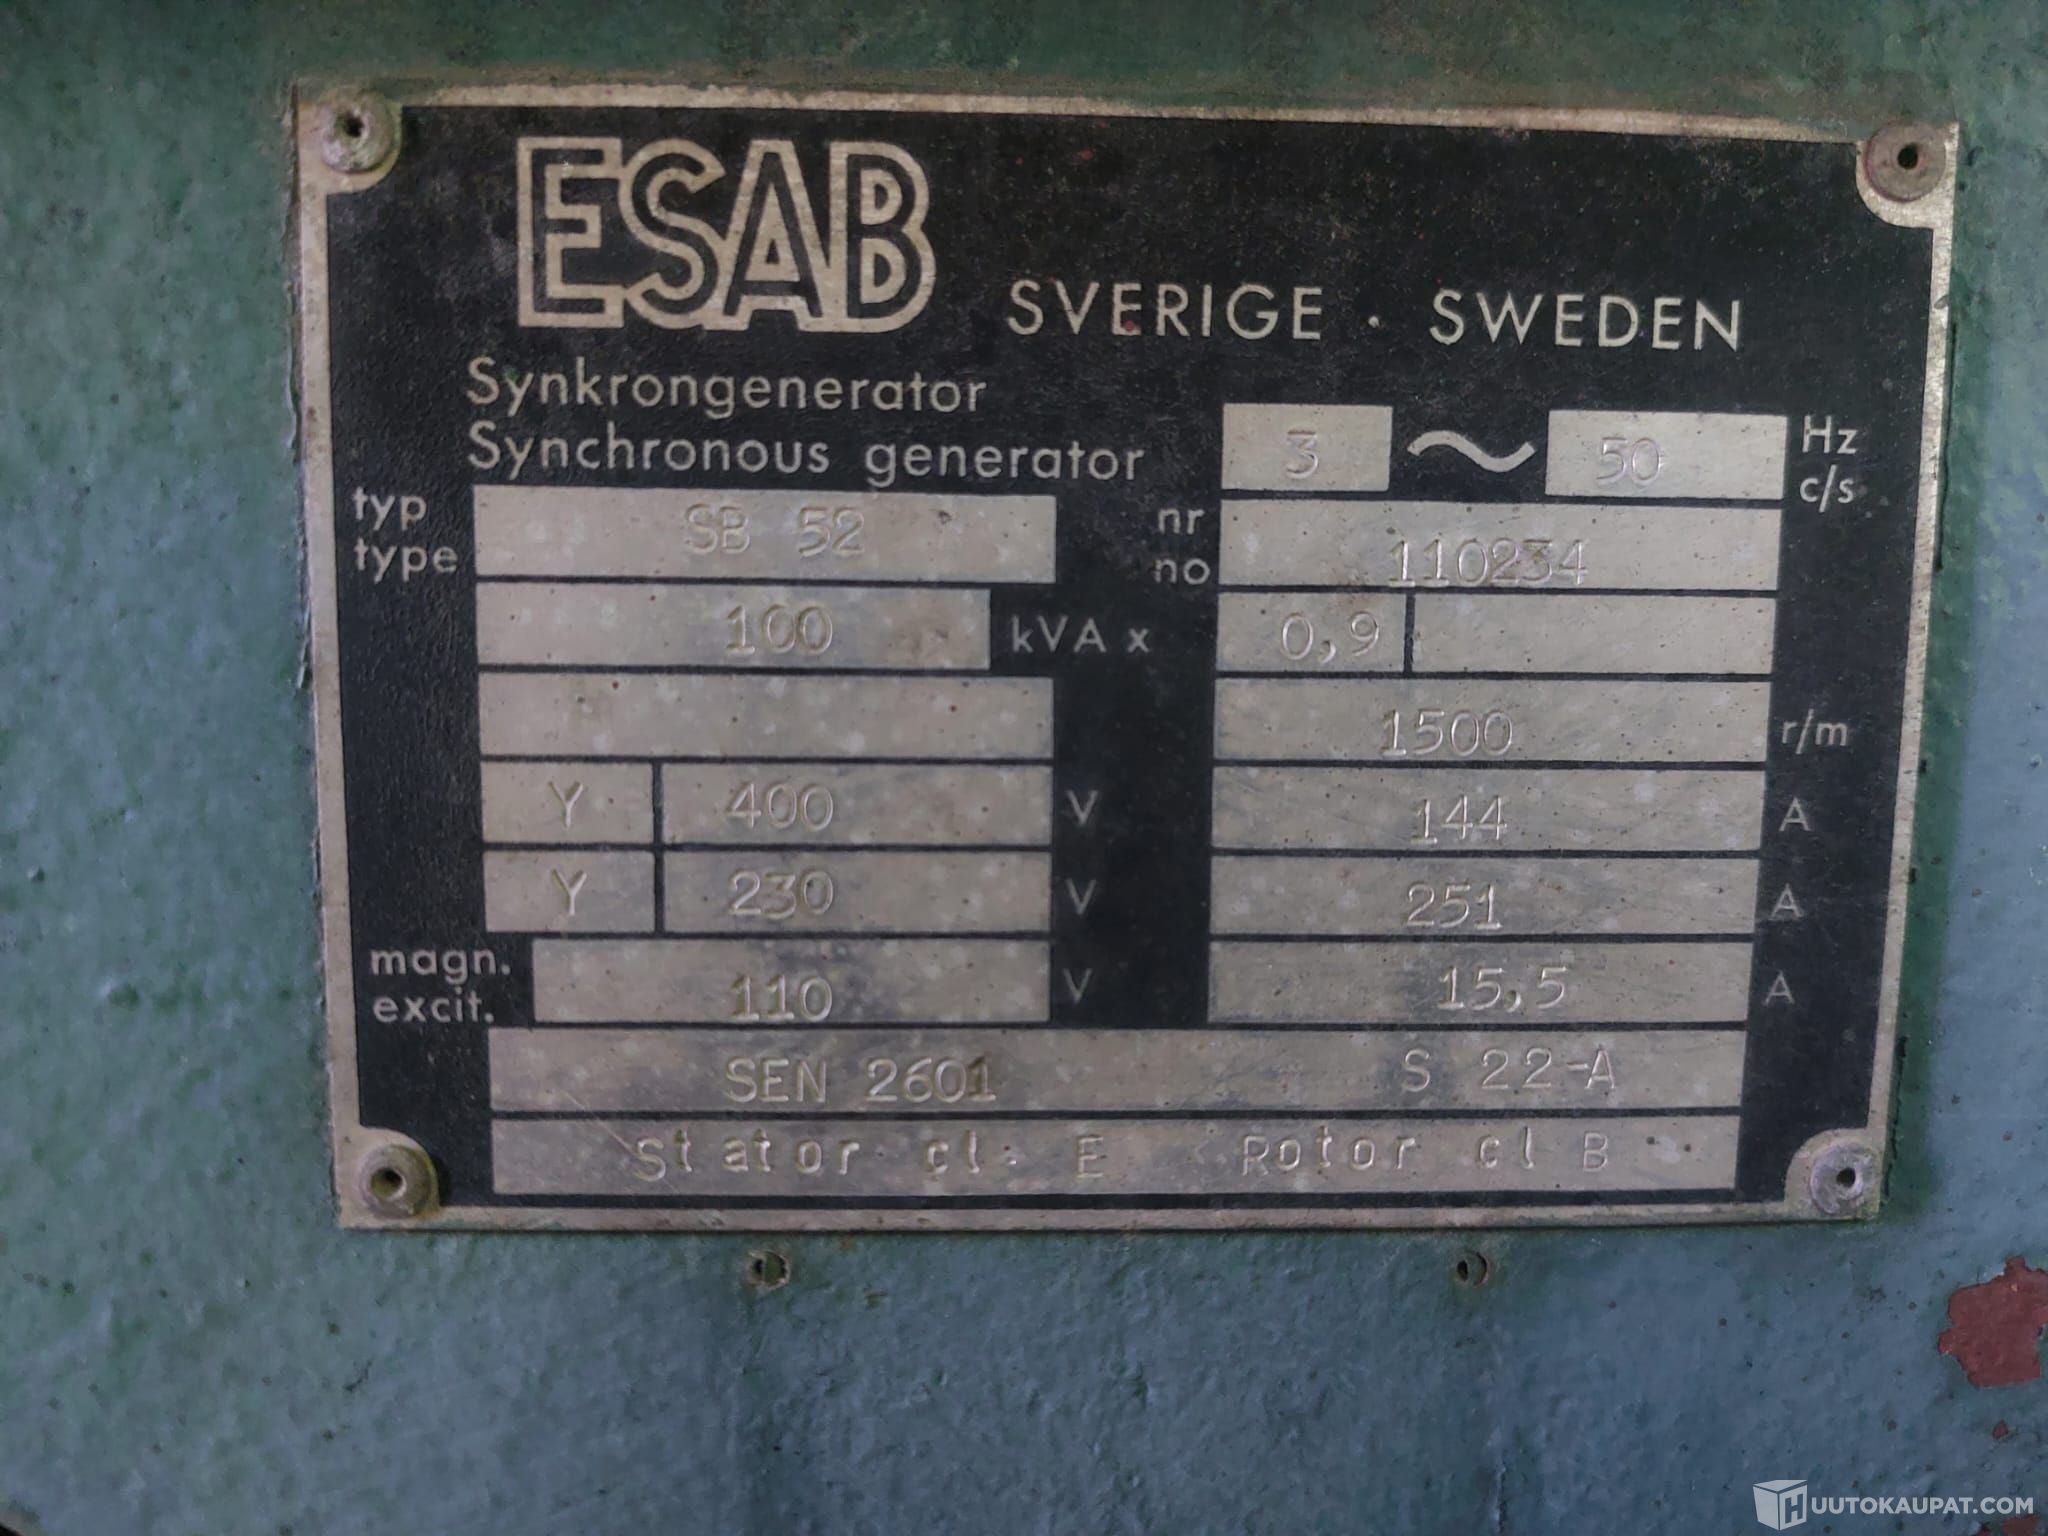 ESAB SVERIGE · SWEDEN
Synkrongenerator
Synchronous generator 3 ~ 50 Hz c/s
typ type SB 52 nr no 110234
100 kVA x 0,9
1500 r/m
Y 400 V 144 A
Y 230 V 251 A
magn. excit. 110 V 15,5 A
SEN 2601 S 22-A
Stator cl. E Rotor cl B
HUUTOKAUPAT.COM